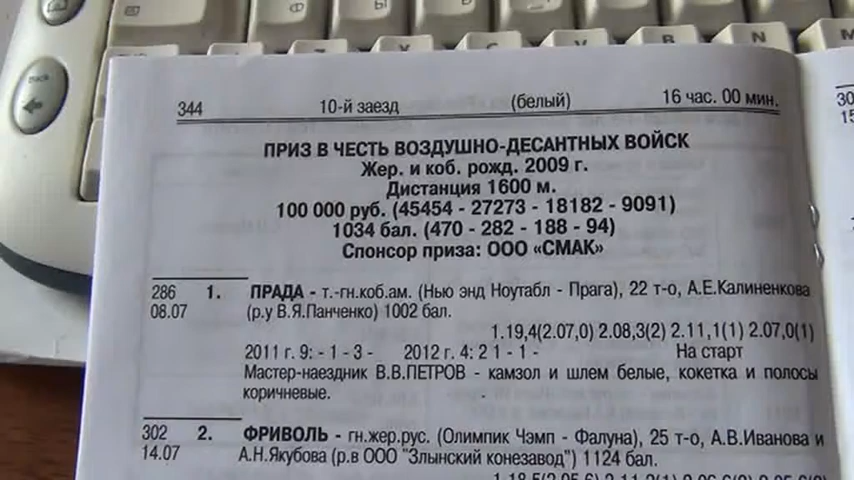 344 10-й заезд (белый) 16 час. 00 мин.
ПРИЗ В ЧЕСТЬ ВОЗДУШНО-ДЕСАНТНЫХ ВОЙСК
Жер. и коб. рожд. 2009 г.
Дистанция 1600 м.
100 000 руб. (45454 - 27273 - 18182 - 9091)
1034 бал. (470 - 282 - 188 - 94)
Спонсор приза: ООО «СМАК»
286 1. ПРАДА - т.-гн.коб.ам. (Нью энд Ноутабл - Прага), 22 т-о, А.Е.Калиненкова
08.07 (р.у В.Я.Панченко) 1002 бал.
1.19,4(2.07,0) 2.08,3(2) 2.11,1(1) 2.07,0(1)
2011 г. 9: - 1 - 3 - 2012 г. 4: 2 1 - 1 - На старт
Мастер-наездник В.В.ПЕТРОВ - камзол и шлем белые, кокетка и полосы
коричневые.
302 2. ФРИВОЛЬ - гн.жер.рус. (Олимпик Чэмп - Фалуна), 25 т-о, А.В.Иванова и
14.07 А.Н.Якубова (р.в ООО "Злынский конезавод") 1124 бал.
Back